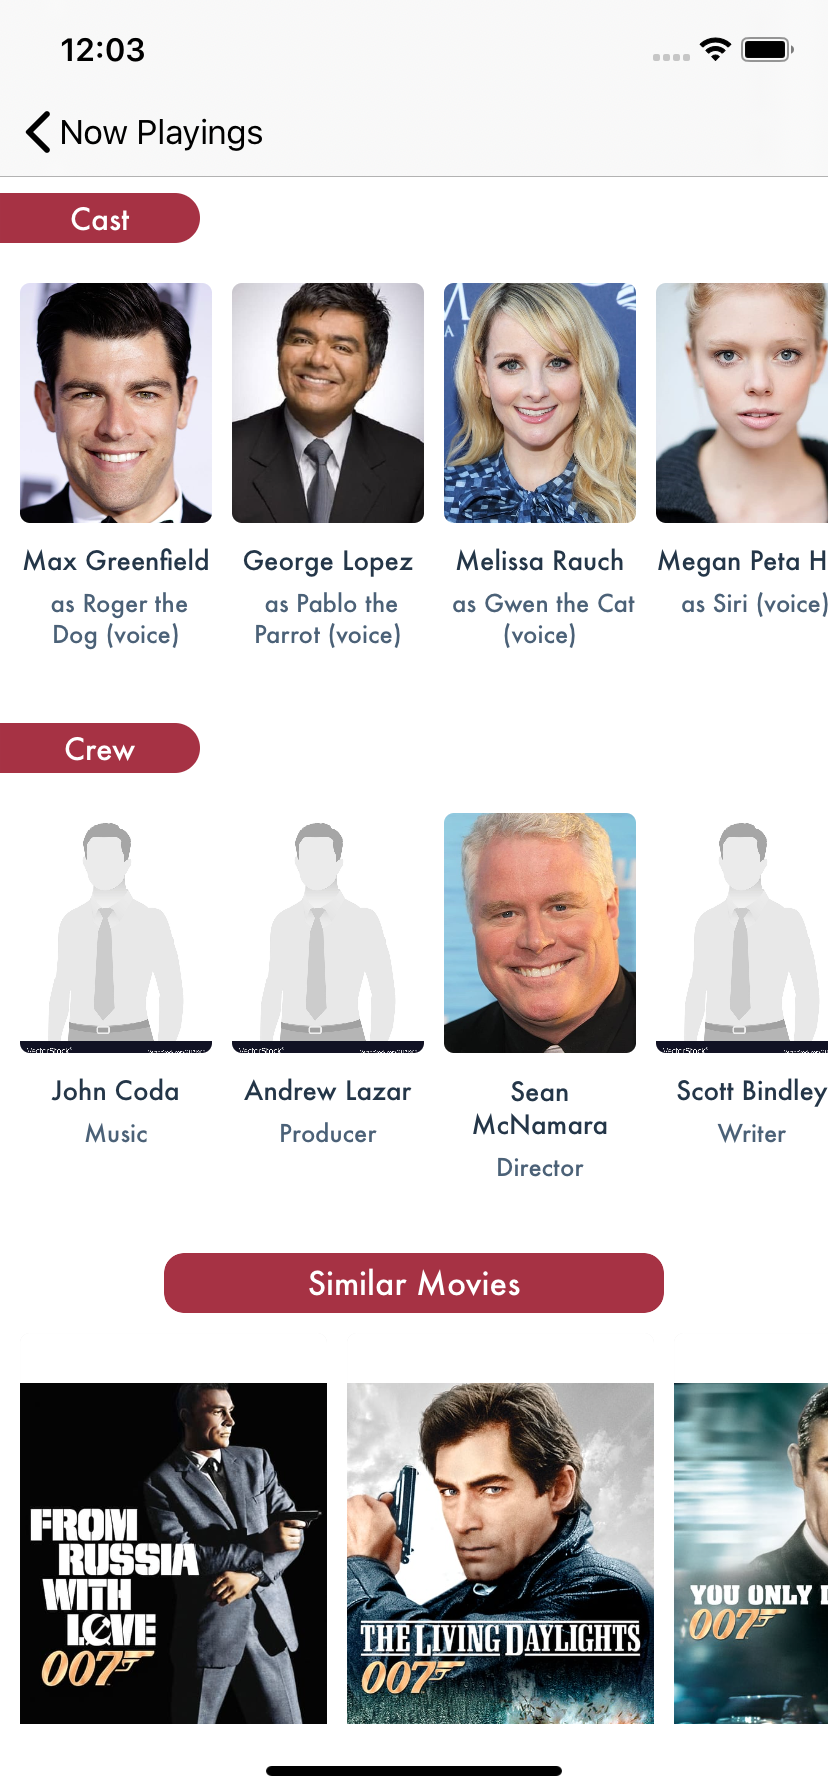 12:03
Now Playings
Cast
Max Greenfield
George Lopez
Melissa Rauch
Megan Peta H
as Roger the
Dog (voice)
as Pablo the
Parrot (voice)
as Gwen the Cat
(voice)
as Siri (voice)
Crew
VectorStock®
VectorStock®
VectorStock®
John Coda
Music
Andrew Lazar
Producer
Sean
McNamara
Director
Scott Bindley
Writer
Similar Movies
FROM
RUSSIA
WITH
LOVE
007
THE LIVING DAYLIGHTS
007
YOU ONLY
007